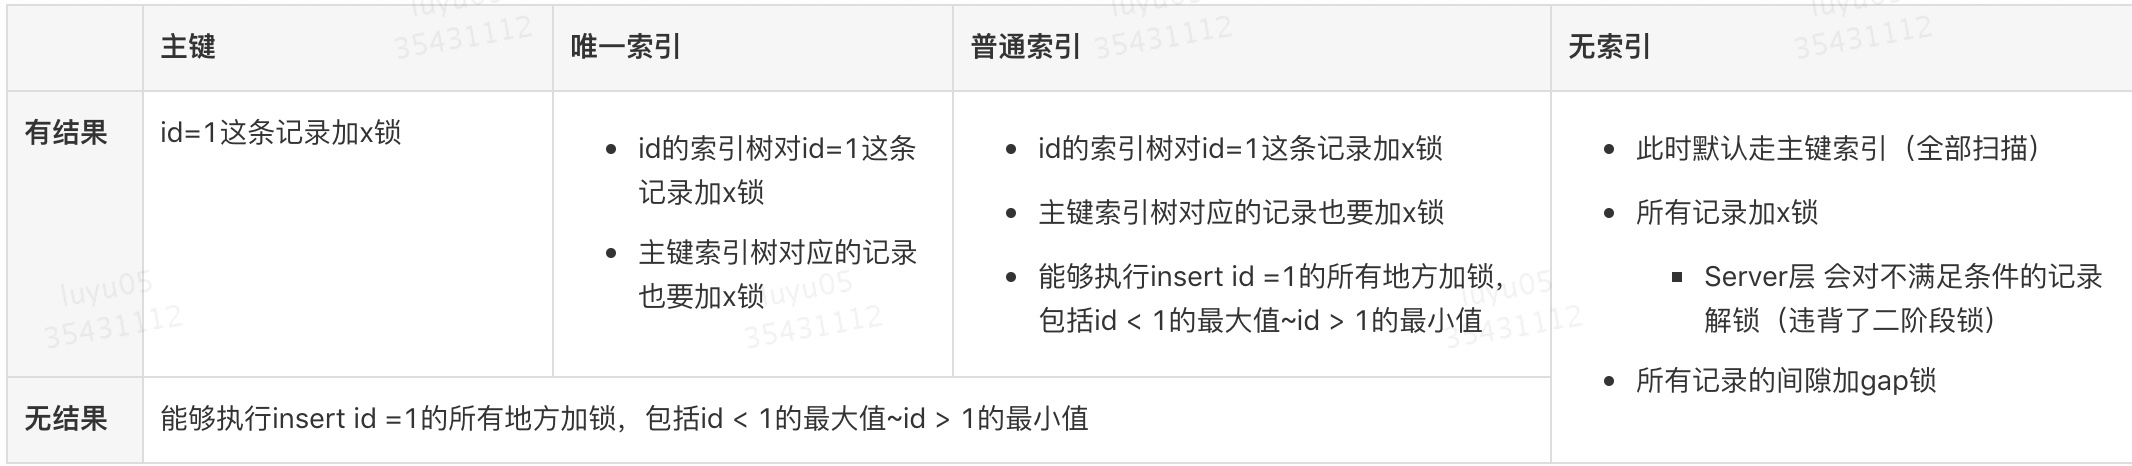 luyu05
luyu05
luyu05
35431112
35431112
35431112
主键
唯一索引
普通索引
无索引
有结果
id=1这条记录加x锁
id的索引树对id=1这条
记录加x锁
主键索引树对应的记录
也要加x锁
id的索引树对id=1这条记录加x锁
主键索引树对应的记录也要加x锁
能够执行insert id =1的所有地方加锁，
包括id < 1的最大值~id > 1的最小值
此时默认走主键索引（全部扫描）
所有记录加x锁
Server层 会对不满足条件的记录
解锁（违背了二阶段锁）
所有记录的间隙加gap锁
luyu05
35431112
luyu05
35431112
luyu05
35431112
无结果
能够执行insert id =1的所有地方加锁，包括id < 1的最大值~id > 1的最小值